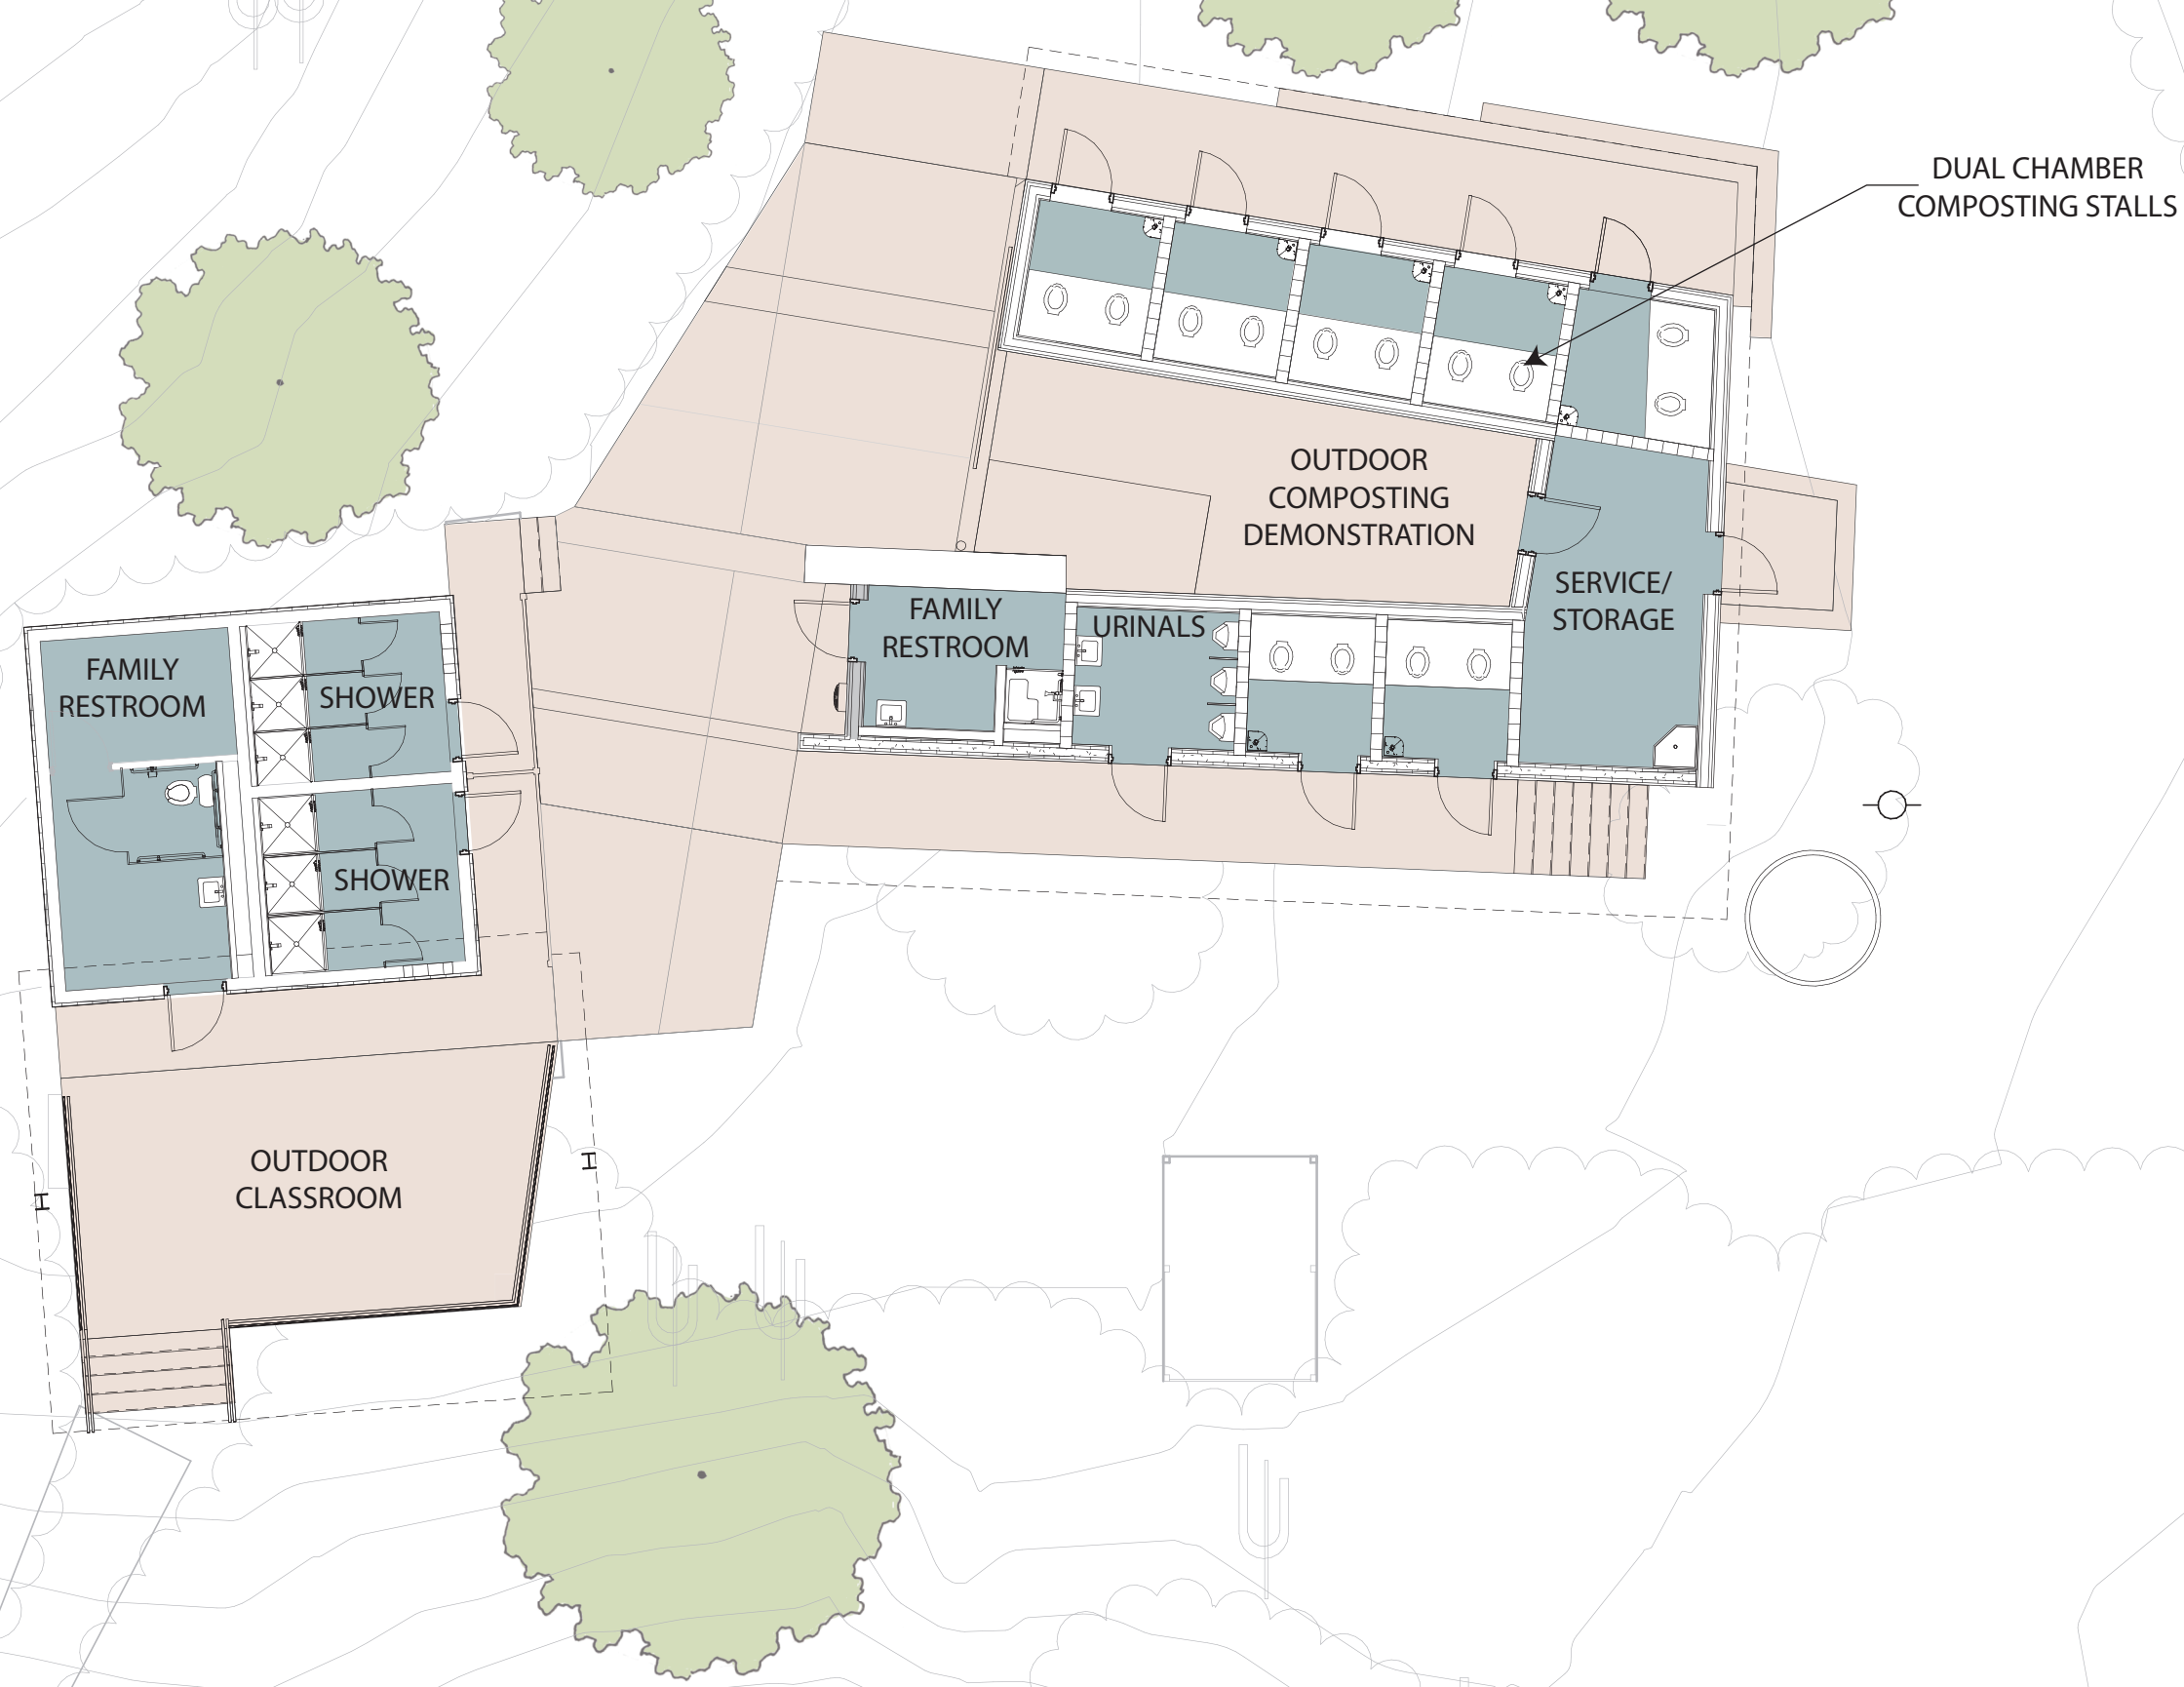 DUAL CHAMBER
COMPOSTING STALLS
OUTDOOR
COMPOSTING
DEMONSTRATION
SERVICE/
STORAGE
FAMILY
RESTROOM
URINALS
FAMILY
RESTROOM
SHOWER
SHOWER
OUTDOOR
CLASSROOM